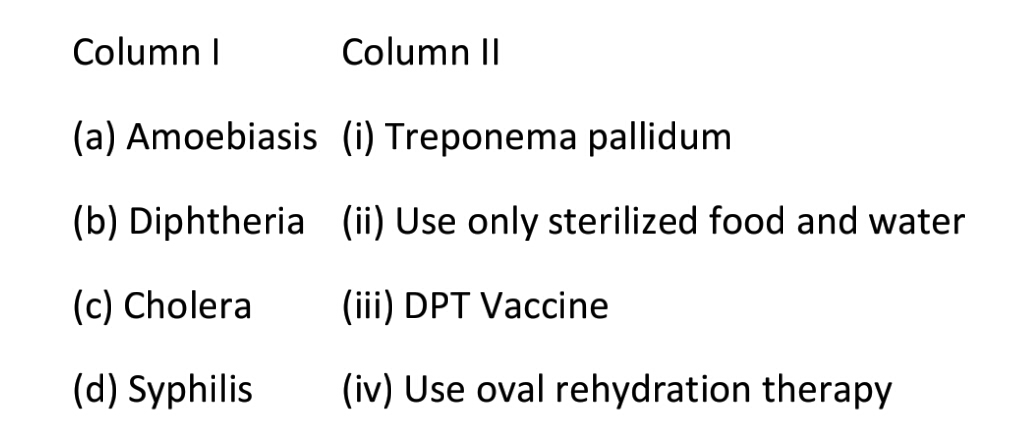 Column I Column II
(a) Amoebiasis (i) Treponema pallidum
(b) Diphtheria (ii) Use only sterilized food and water
(c) Cholera (iii) DPT Vaccine
(d) Syphilis (iv) Use oval rehydration therapy